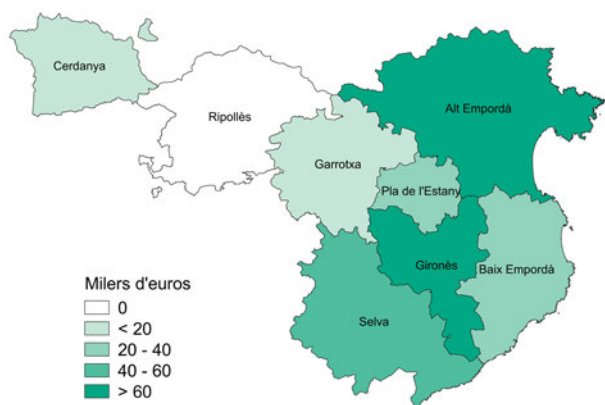 Cerdanya
Ripollès
Alt Empordà
Garrotxa
Pla de l'Estany
Gironès
Baix Empordà
Selva
Milers d'euros
0
< 20
20 - 40
40 - 60
> 60